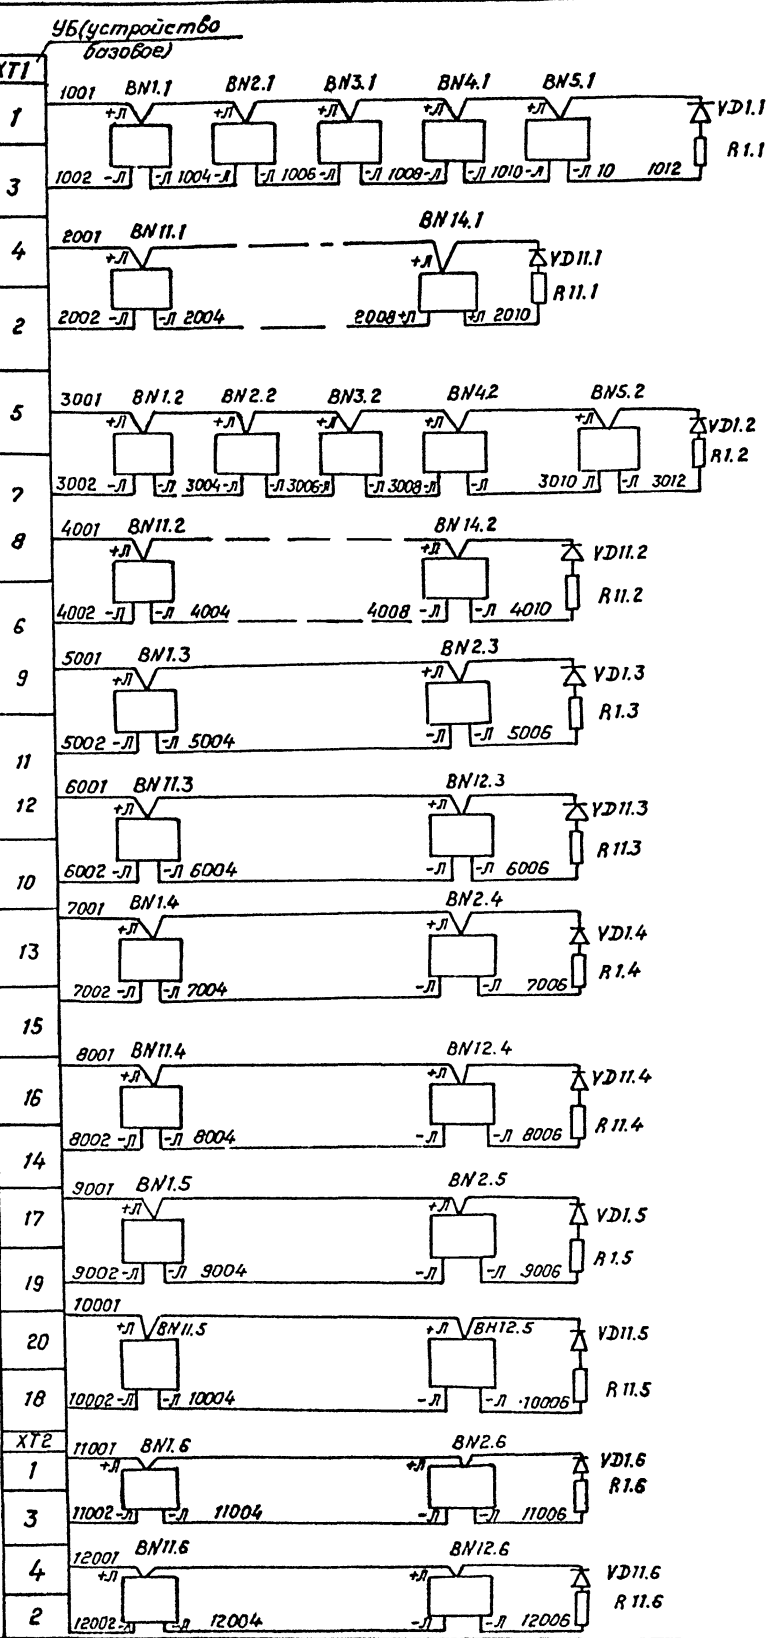 УБ(устройство
базовое)
XT1
1001 BN1.1 BN2.1 BN3.1 BN4.1 BN5.1
1 +Л +Л +Л +Л +Л VD1.1
R1.1
3 1002 -Л -Л 1004 -Л -Л 1006 -Л -Л 1008 -Л -Л 1010 -Л -Л 10 1012
2001 BN11.1 BN14.1
4 +Л +Л VD11.1
R11.1
2 2002 -Л -Л 2004 2008 +Л +Л 2010
5 3001 BN1.2 BN2.2 BN3.2 BN4.2 BN5.2
+Л +Л +Л +Л +Л VD1.2
R1.2
7 3002 -Л -Л 3004 -Л -Л 3006 -Л -Л 3008 -Л -Л 3010 Л -Л 3012
8 4001 BN11.2 BN14.2
+Л +Л VD11.2
R11.2
6 4002 -Л -Л 4004 4008 -Л -Л 4010
9 5001 BN1.3 BN2.3
+Л +Л VD1.3
R1.3
11 5002 -Л -Л 5004 -Л -Л 5006
12 6001 BN11.3 BN12.3
+Л +Л VD11.3
R11.3
10 6002 -Л -Л 6004 -Л -Л 6006
7001 BN1.4 BN2.4
13 +Л +Л VD1.4
R1.4
15 7002 -Л -Л 7004 -Л -Л 7006
8001 BN11.4 BN12.4
16 +Л +Л VD11.4
R11.4
14 8002 -Л -Л 8004 -Л -Л 8006
9001 BN1.5 BN2.5
17 +Л +Л VD1.5
R1.5
19 9002 -Л -Л 9004 -Л -Л 9006
10001
20 +Л BN11.5 +Л BH12.5 VD11.5
R11.5
18 10002 -Л -Л 10004 -Л -Л 10006
XT2
11001 BN1.6 BN2.6
1 +Л +Л VD1.6
R1.6
3 11002 -Л -Л 11004 -Л -Л 11006
12001 BN11.6 BN12.6
4 +Л +Л VD11.6
R11.6
2 12002 -Л -Л 12004 -Л -Л 12006